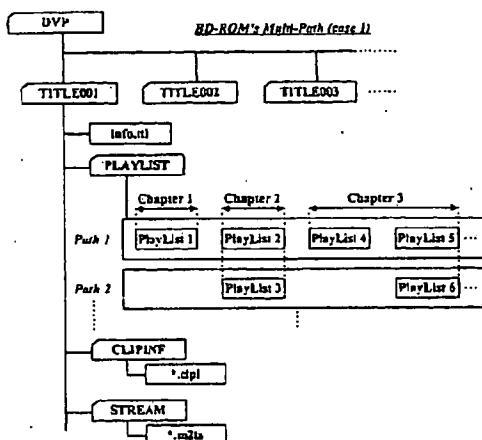 DVP
BD-ROM's Multi-Path (case 1)
TITLE001 TITLE002 TITLE003
info.ttl
PLAYLIST
Chapter 1 Chapter 2 Chapter 3
Path 1 PlayList 1 PlayList 2 PlayList 4 PlayList 5
Path 2 PlayList 3 PlayList 6
CLIPINF
*.clpi
STREAM
*.m2ts